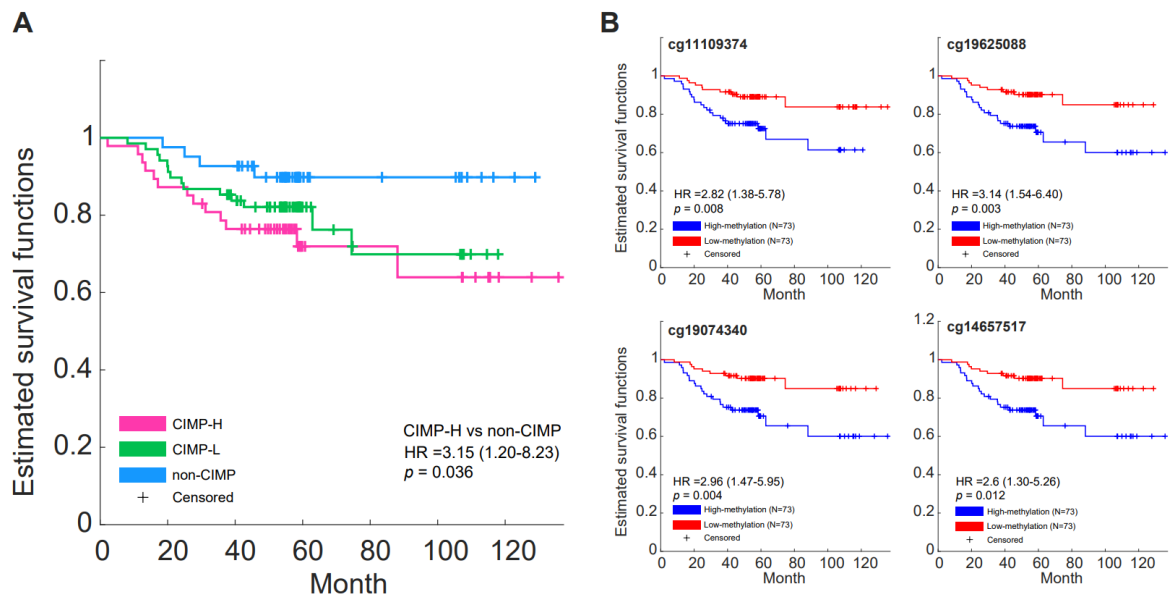 A
Estimated survival functions
1
0.8
0.6
0.4
0.2
0
CIMP-H
CIMP-L
non-CIMP
Censored
CIMP-H vs non-CIMP
HR =3.15 (1.20-8.23)
p = 0.036
0 20 40 60 80 100 120
Month
B
cg11109374
Estimated survival functions
1
0.8
0.6
0.4
0.2
0
HR =2.82 (1.38-5.78)
p = 0.008
High-methylation (N=73)
Low-methylation (N=73)
Censored
0 20 40 60 80 100 120
Month
cg19625088
Estimated survival functions
1
0.8
0.6
0.4
0.2
0
HR =3.14 (1.54-6.40)
p = 0.003
High-methylation (N=73)
Low-methylation (N=73)
Censored
0 20 40 60 80 100 120
Month
cg19074340
Estimated survival functions
1
0.8
0.6
0.4
0.2
0
HR =2.96 (1.47-5.95)
p = 0.004
High-methylation (N=73)
Low-methylation (N=73)
Censored
0 20 40 60 80 100 120
Month
cg14657517
Estimated survival functions
1.2
1
0.8
0.6
0.4
0.2
0
HR =2.6 (1.30-5.26)
p = 0.012
High-methylation (N=73)
Low-methylation (N=73)
Censored
0 20 40 60 80 100 120
Month